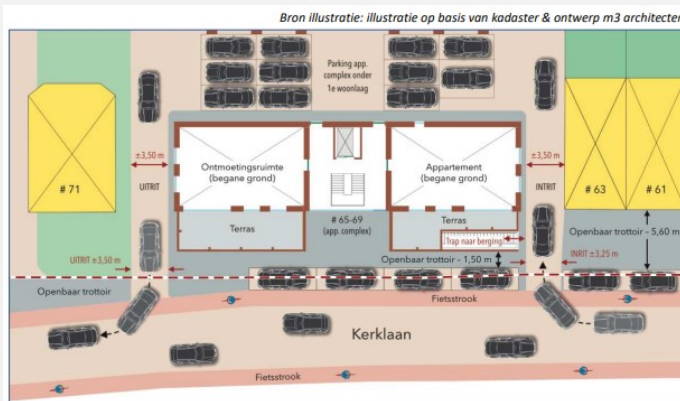 Bron illustratie: illustratie op basis van kadaster & ontwerp m3 architecten
Parking app.
complex onder
1e woonlaag
±3,50 m
±3,50 m
Ontmoetingsruimte
(begane grond)
Appartement
(begane grond)
# 71
UITRIT
INTRIT
# 63
# 61
Terras
# 65-69
(app. complex)
Terras
Trap naar berging
Openbaar trottoir - 5,60 m
UITRIT ±3,50 m
Openbaar trottoir - 1,50 m
INRIT ±3,25 m
Openbaar trottoir
Fietsstrook
Kerklaan
Fietsstrook